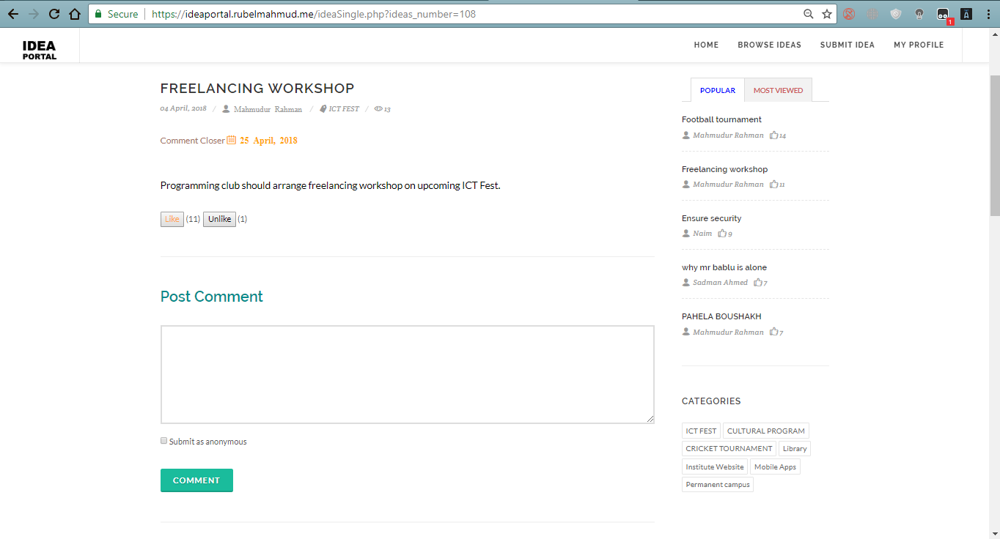 Secure https://ideaportal.rubelmahmud.me/ideaSingle.php?ideas_number=108
1
IDEA
PORTAL
HOME BROWSE IDEAS SUBMIT IDEA MY PROFILE
FREELANCING WORKSHOP
04 April, 2018 / Mahmudur Rahman / ICT FEST / 13
Comment Closer 25 April, 2018
Programming club should arrange freelancing workshop on upcoming ICT Fest.
Like (11) Unlike (1)
Post Comment
Submit as anonymous
COMMENT
POPULAR MOST VIEWED
Football tournament
Mahmudur Rahman 14
Freelancing workshop
Mahmudur Rahman 11
Ensure security
Naim 9
why mr bablu is alone
Sadman Ahmed 7
PAHELA BOUSHAKH
Mahmudur Rahman 7
CATEGORIES
ICT FEST CULTURAL PROGRAM
CRICKET TOURNAMENT Library
Institute Website Mobile Apps
Permanent campus